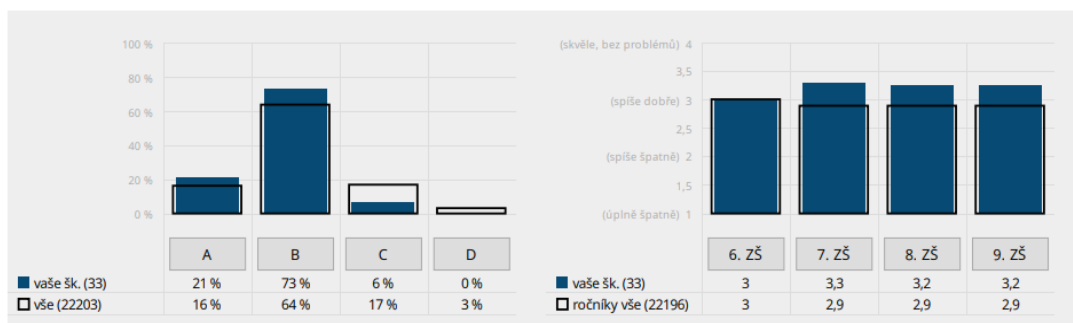 100 %
80 %
60 %
40 %
20 %
0 %
A B C D
vaše šk. (33) 21 % 73 % 6 % 0 %
vše (22203) 16 % 64 % 17 % 3 %
(skvěle, bez problémů) 4
3,5
(spíše dobře) 3
2,5
(spíše špatně) 2
1,5
(úplně špatně) 1
6. ZŠ 7. ZŠ 8. ZŠ 9. ZŠ
vaše šk. (33) 3 3,3 3,2 3,2
ročníky vše (22196) 3 2,9 2,9 2,9